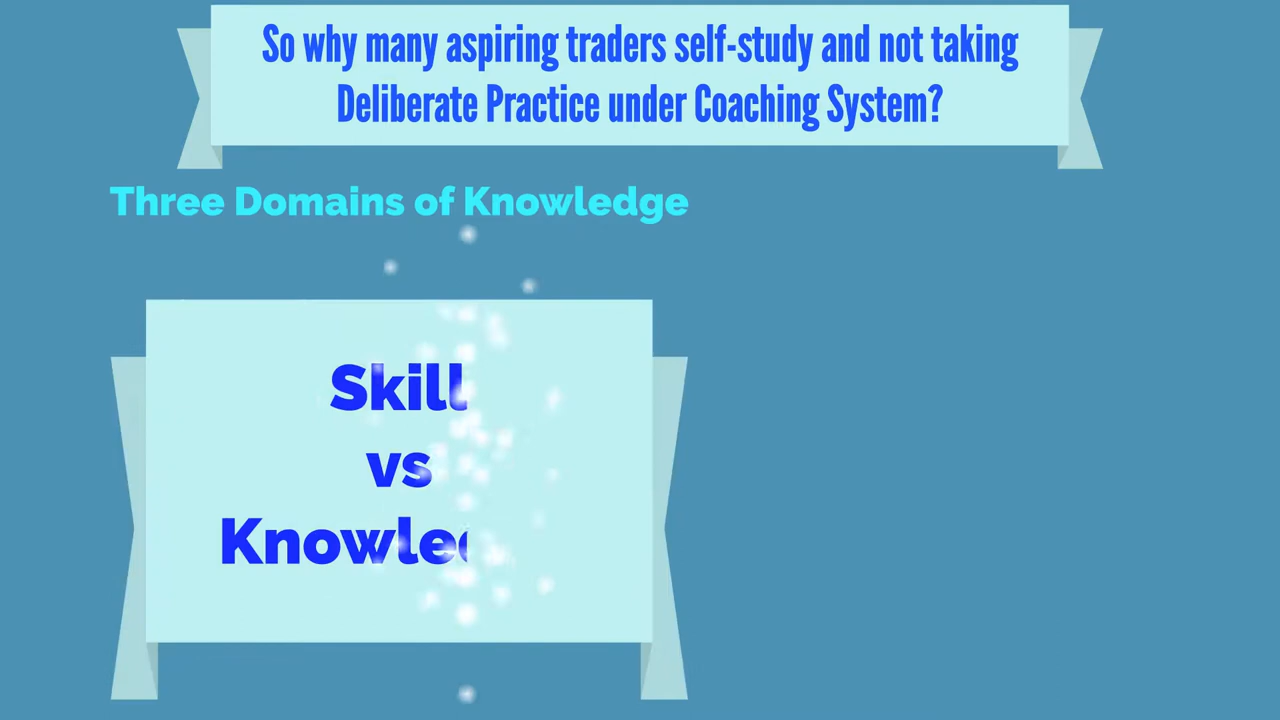 So why many aspiring traders self-study and not taking
Deliberate Practice under Coaching System?
Three Domains of Knowledge
Skill
vs